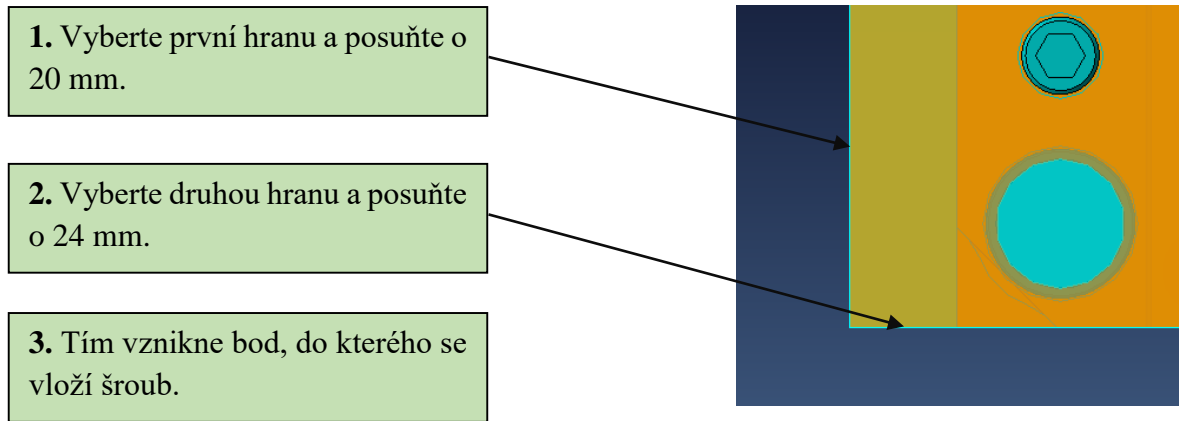 1. Vyberte první hranu a posuňte o
20 mm.
2. Vyberte druhou hranu a posuňte
o 24 mm.
3. Tím vznikne bod, do kterého se
vloží šroub.